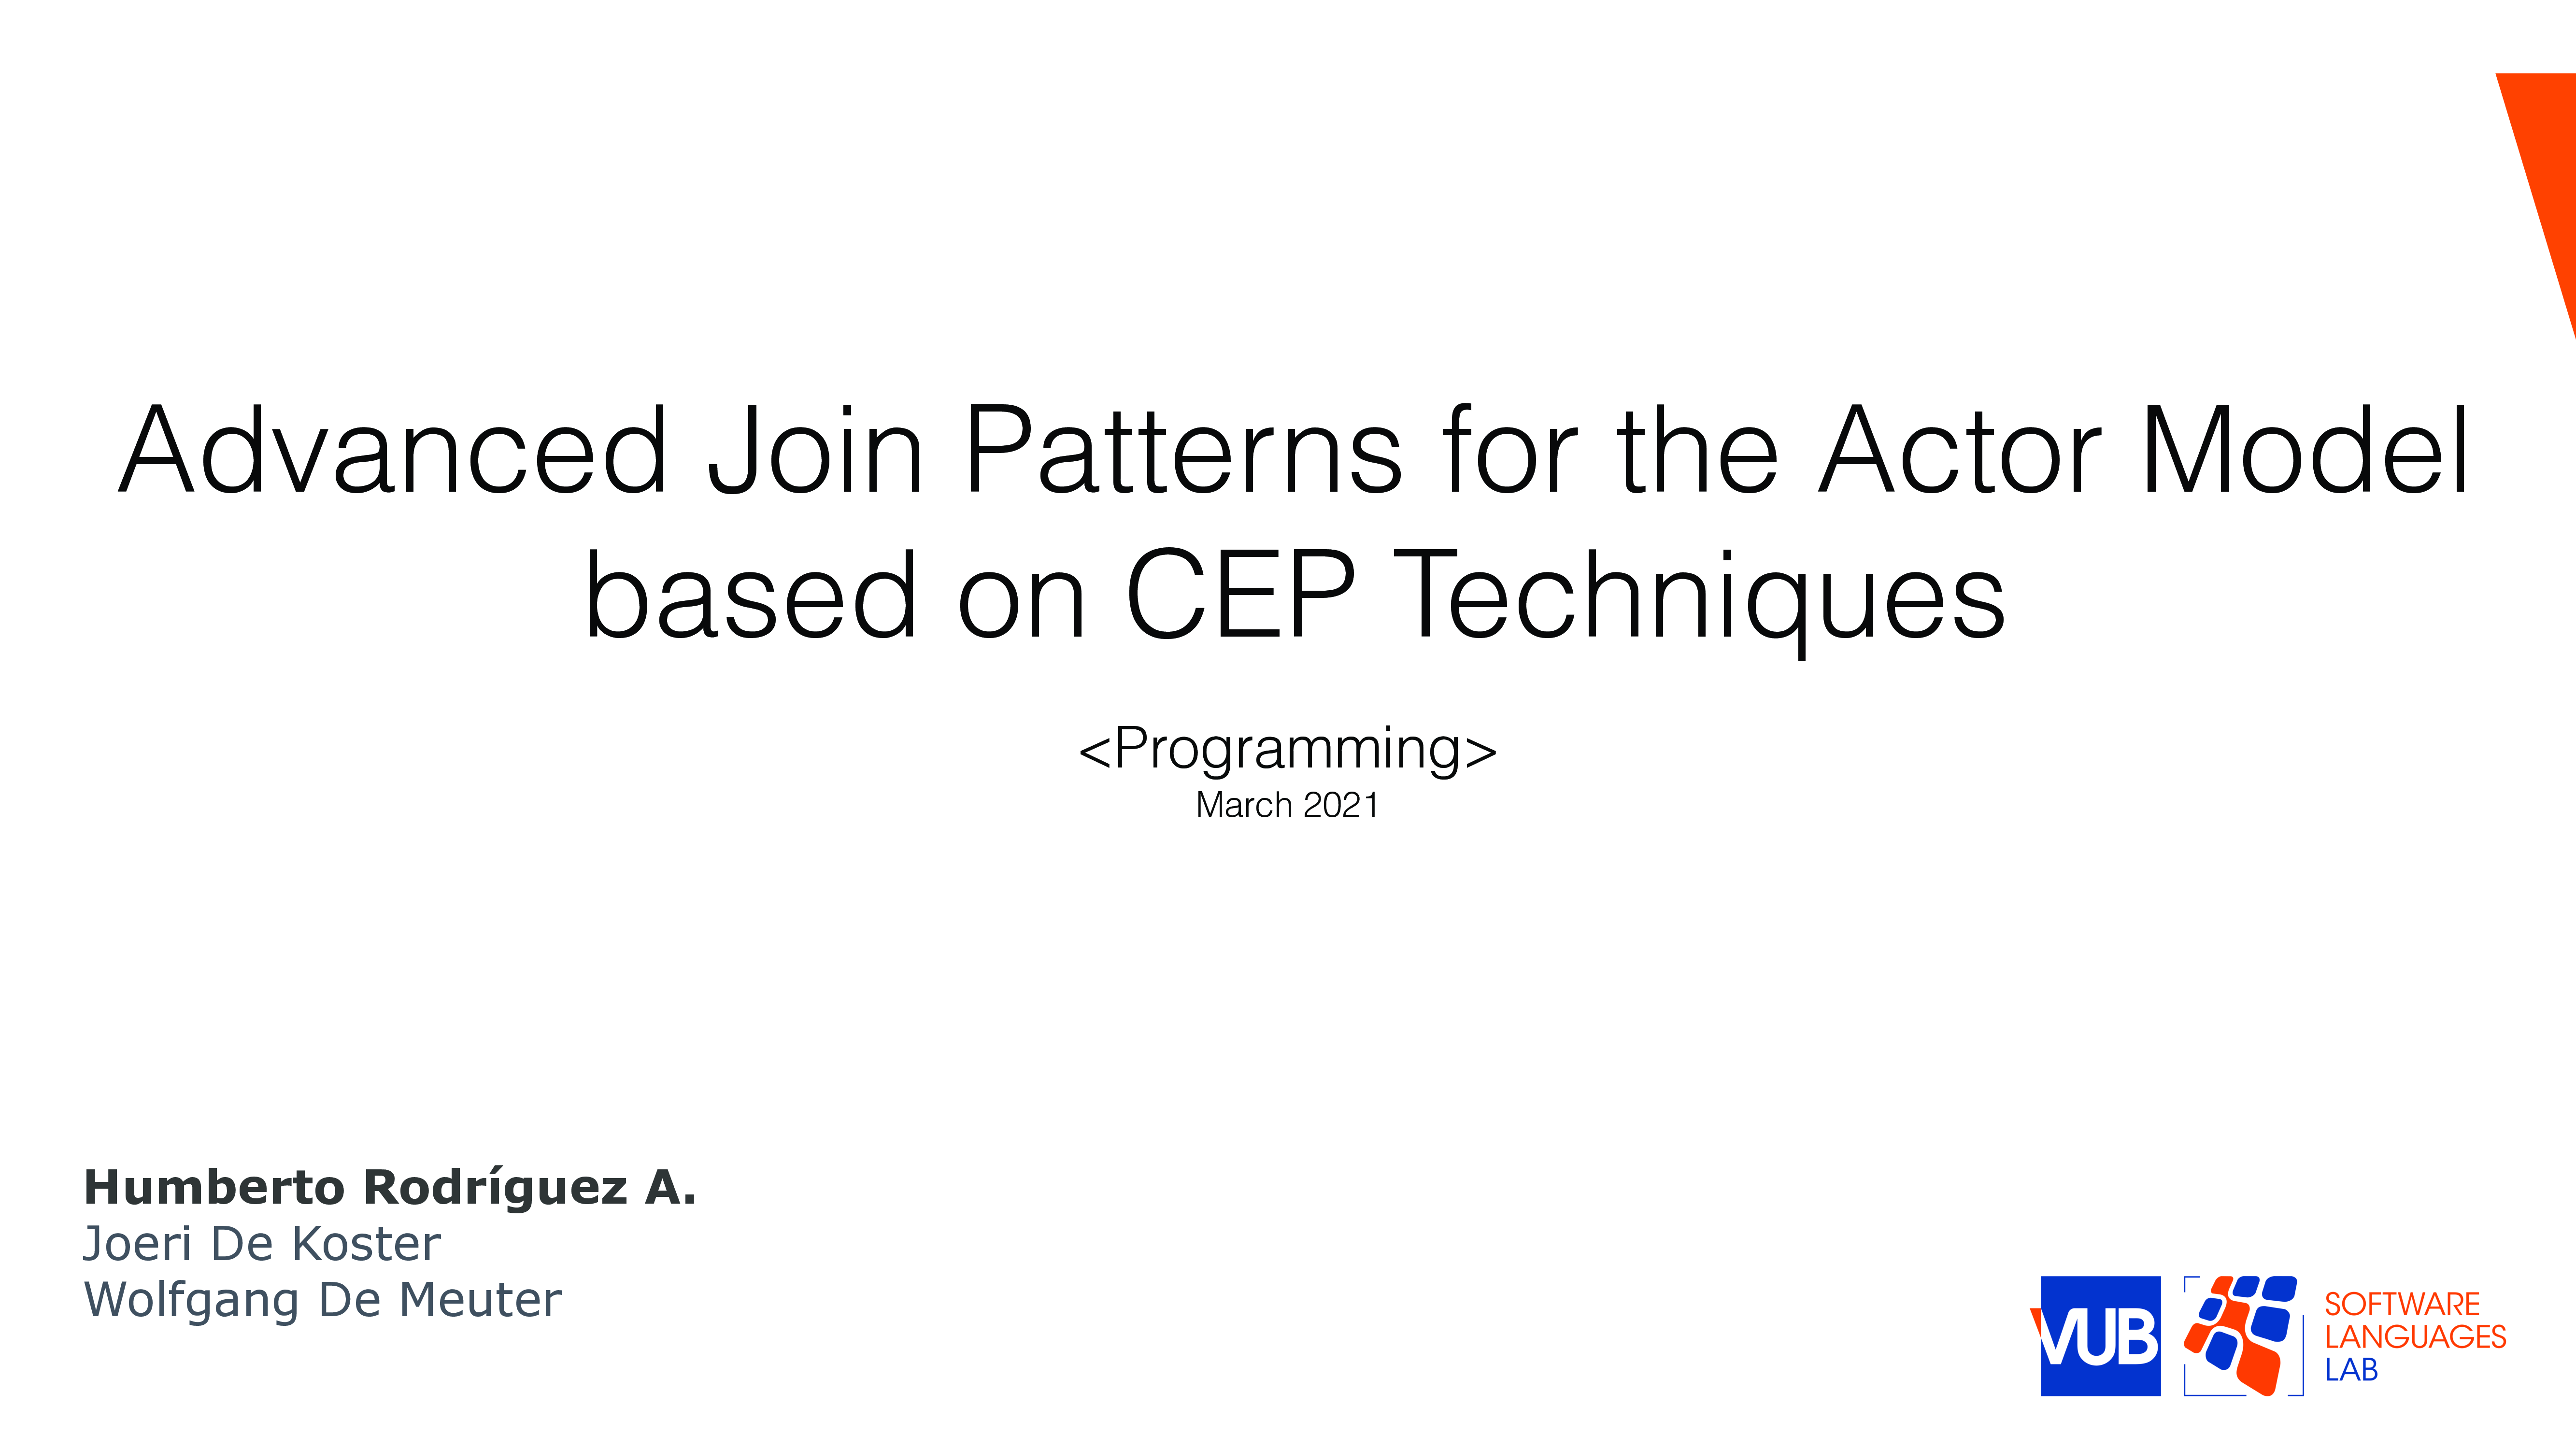 Advanced Join Patterns for the Actor Model
based on CEP Techniques
<Programming>
March 2021
Humberto Rodríguez A.
Joeri De Koster
Wolfgang De Meuter
VUB
SOFTWARE
LANGUAGES
LAB